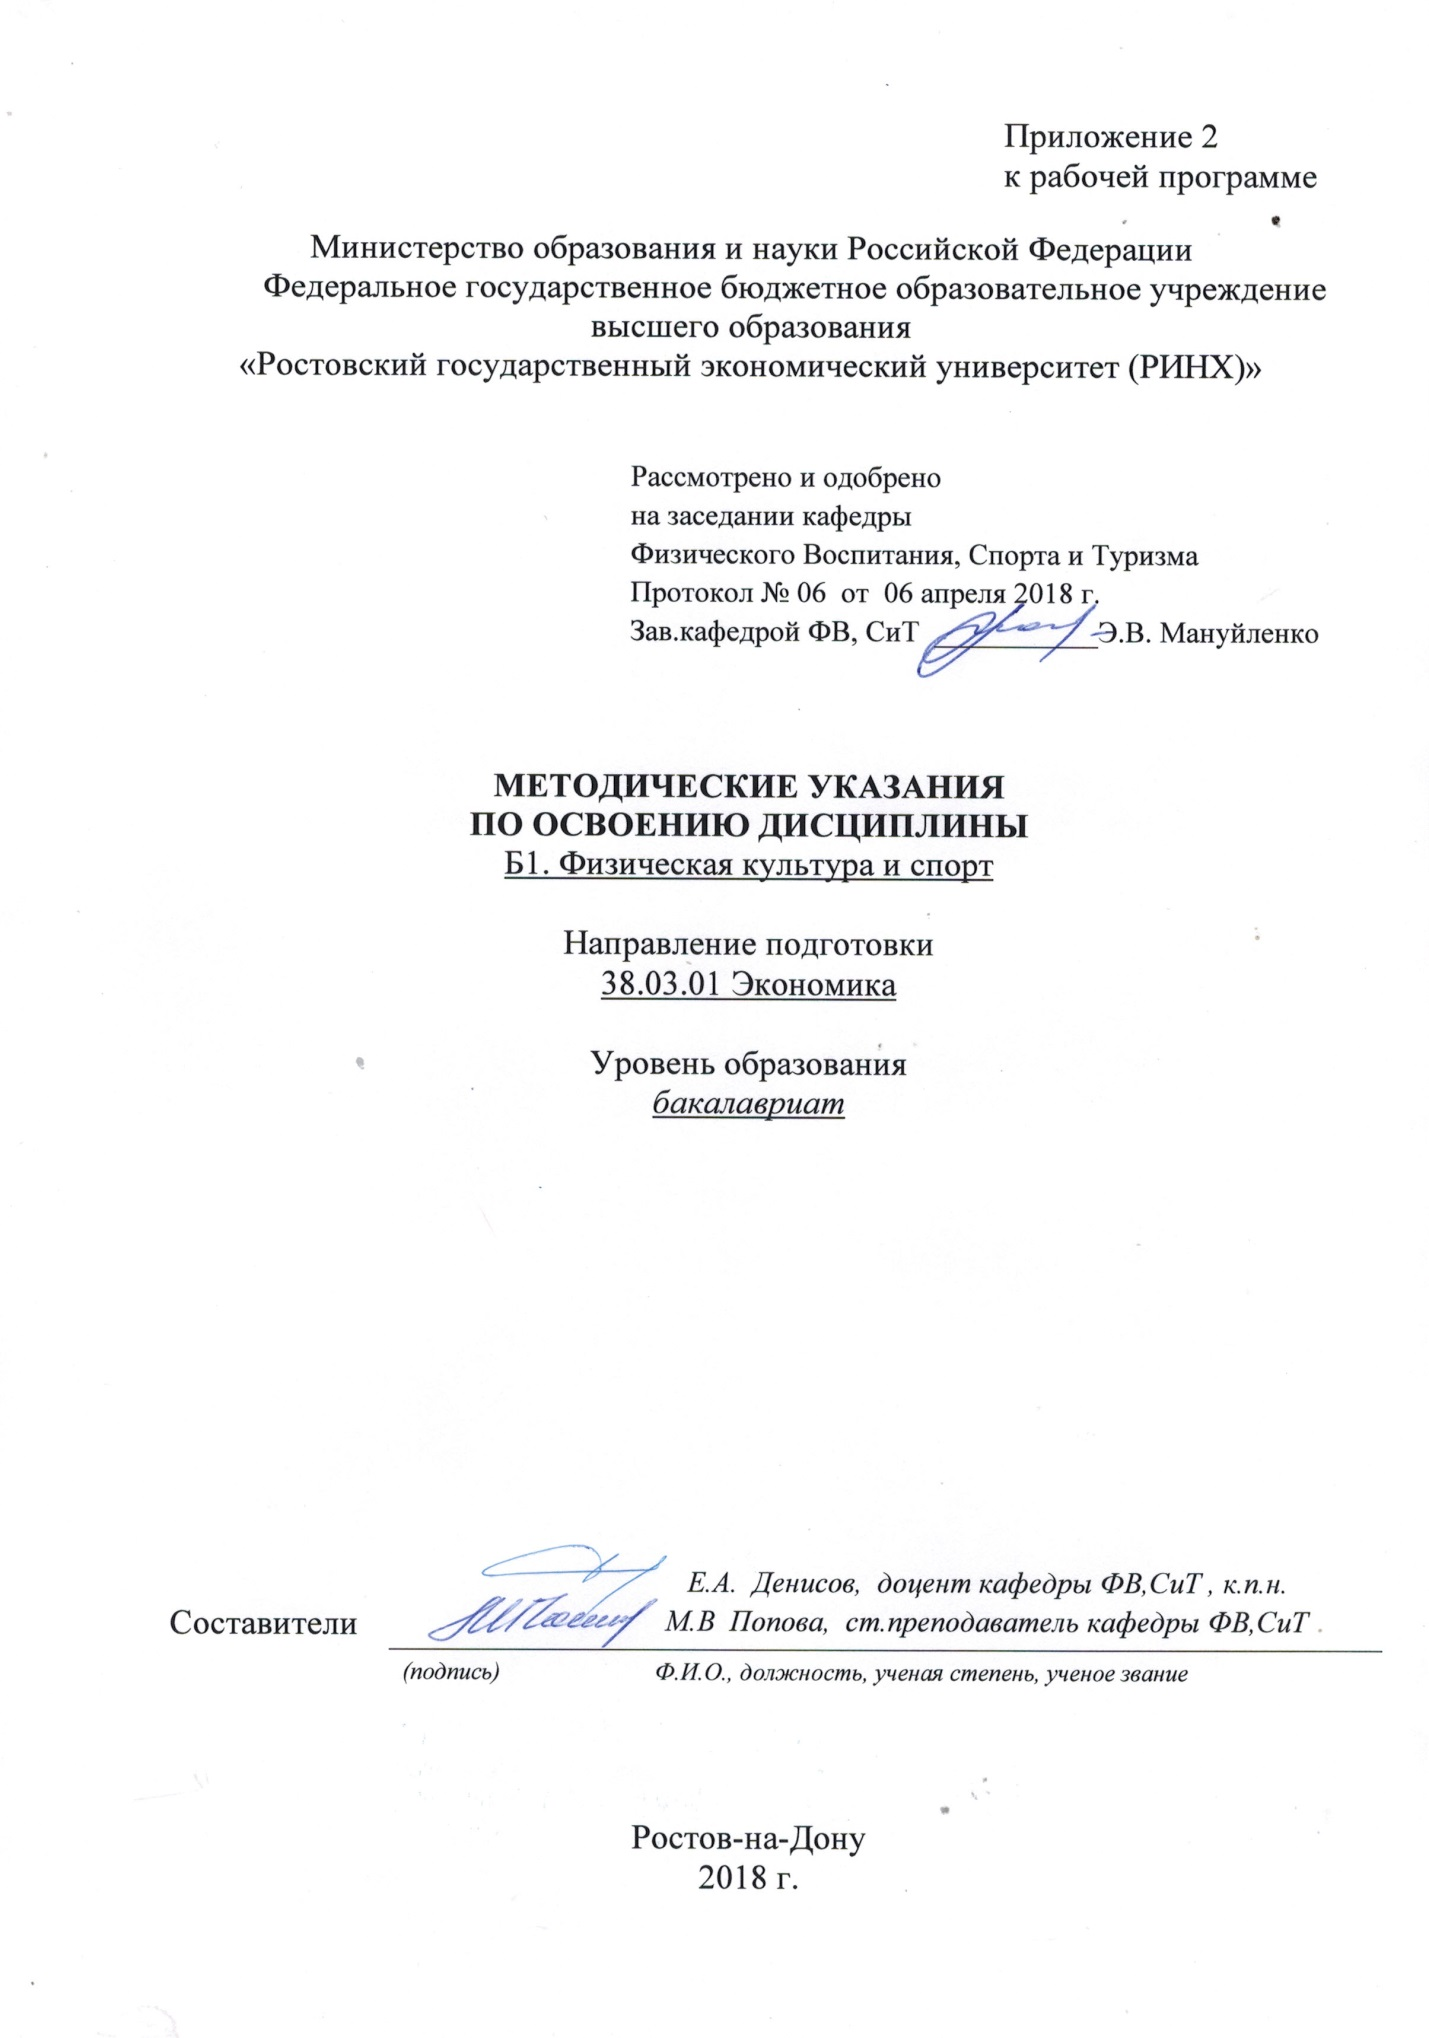 Приложение 2
к рабочей программе
Министерство образования и науки Российской Федерации
Федеральное государственное бюджетное образовательное учреждение
высшего образования
«Ростовский государственный экономический университет (РИНХ)»
Рассмотрено и одобрено
на заседании кафедры
Физического Воспитания, Спорта и Туризма
Протокол № 06 от 06 апреля 2018 г.
Зав.кафедрой ФВ, СиТ ____________Э.В. Мануйленко
МЕТОДИЧЕСКИЕ УКАЗАНИЯ
ПО ОСВОЕНИЮ ДИСЦИПЛИНЫ
Б1. Физическая культура и спорт
Направление подготовки
38.03.01 Экономика
Уровень образования
бакалавриат
Е.А. Денисов, доцент кафедры ФВ,СиТ , к.п.н.
Составители М.В Попова, ст.преподаватель кафедры ФВ,СиТ .
(подпись) Ф.И.О., должность, ученая степень, ученое звание
Ростов-на-Дону
2018 г.